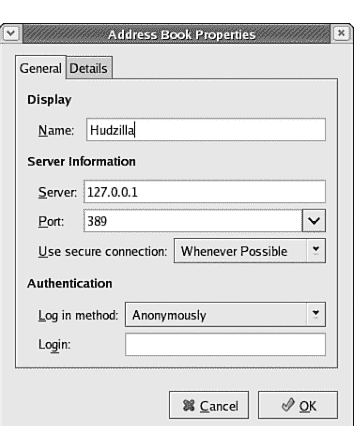 Address Book Properties
General Details
Display
Name: Hudzilla
Server Information
Server: 127.0.0.1
Port: 389
Use secure connection: Whenever Possible
Authentication
Log in method: Anonymously
Login:
Cancel OK